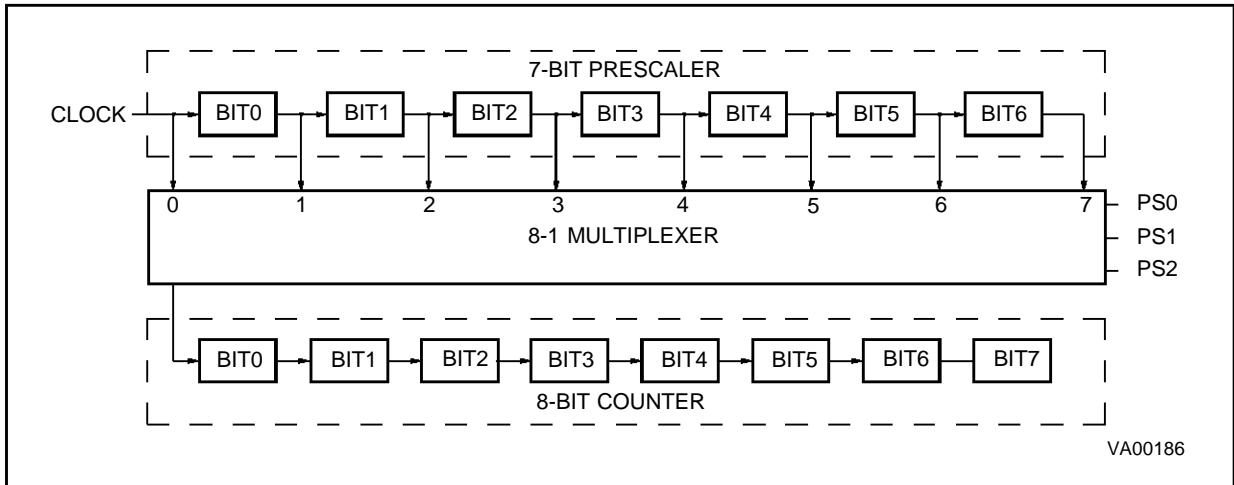 7-BIT PRESCALER
CLOCK BIT0 BIT1 BIT2 BIT3 BIT4 BIT5 BIT6
0 1 2 3 4 5 6 7 PS0
8-1 MULTIPLEXER PS1
PS2
BIT0 BIT1 BIT2 BIT3 BIT4 BIT5 BIT6 BIT7
8-BIT COUNTER
VA00186